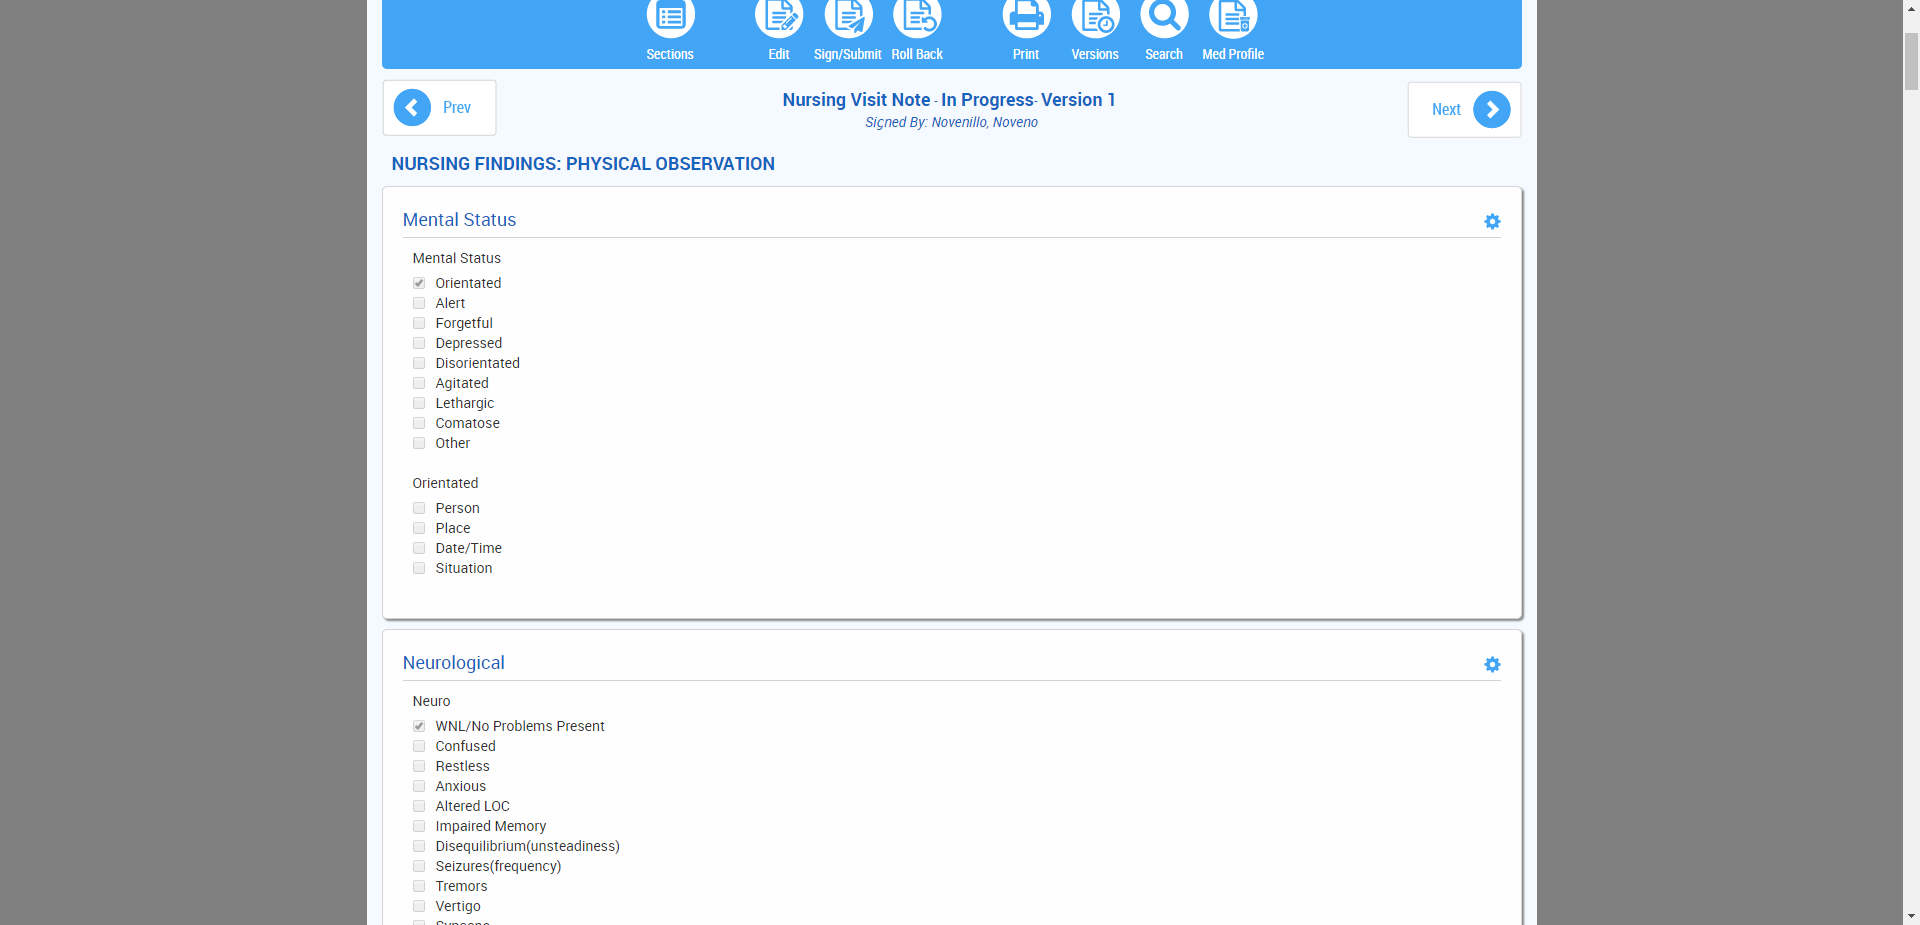 Sections Edit Sign/Submit Roll Back Print Versions Search Med Profile
Prev
Nursing Visit Note - In Progress- Version 1
Signed By: Novenillo, Noveno
Next
NURSING FINDINGS: PHYSICAL OBSERVATION
Mental Status
Mental Status
Orientated
Alert
Forgetful
Depressed
Disorientated
Agitated
Lethargic
Comatose
Other
Orientated
Person
Place
Date/Time
Situation
Neurological
Neuro
WNL/No Problems Present
Confused
Restless
Anxious
Altered LOC
Impaired Memory
Disequilibrium(unsteadiness)
Seizures(frequency)
Tremors
Vertigo